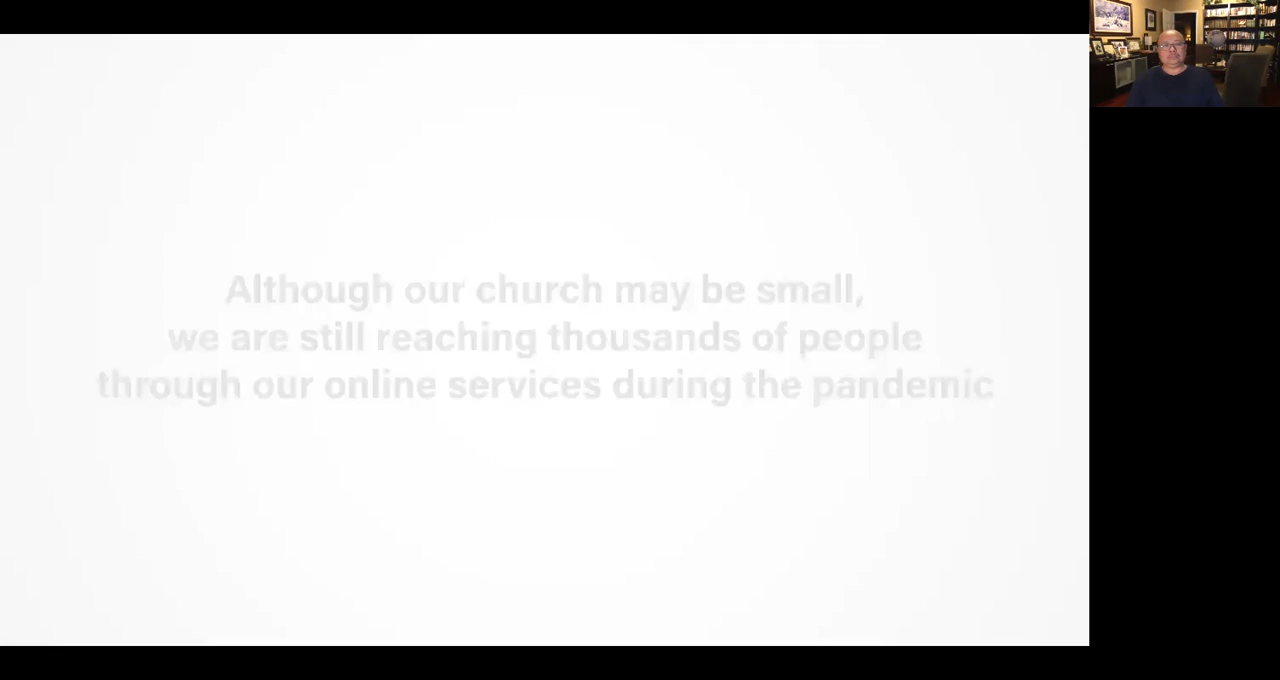 Although our church may be small,
we are still reaching thousands of people
through our online services during the pandemic